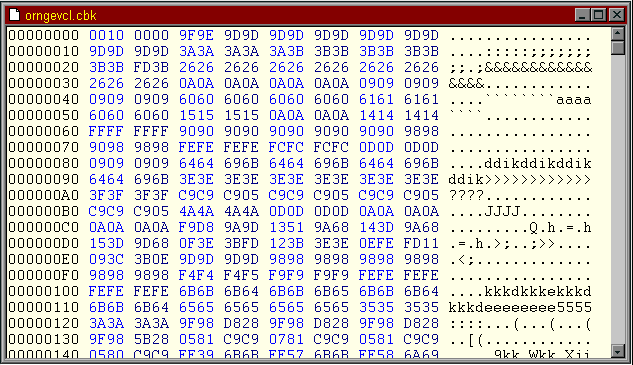 orngevcl.cbk
00000000 0010 0000 9F9E 9D9D 9D9D 9D9D 9D9D 9D9D ................
00000010 9D9D 9D9D 3A3A 3A3A 3A3B 3B3B 3B3B 3B3B ....:::::;;;;;;;
00000020 3B3B FD3B 2626 2626 2626 2626 2626 2626 ;;.;&&&&&&&&&&&&
00000030 2626 2626 0A0A 0A0A 0A0A 0A0A 0909 0909 &&&&............
00000040 0909 0909 6060 6060 6060 6060 6161 6161 ....````````aaaa
00000050 6060 6060 1515 1515 0A0A 0A0A 1414 1414 ````............
00000060 FFFF FFFF 9090 9090 9090 9090 9090 9898 ................
00000070 9098 9898 FEFE FEFE FCFC FCFC 0D0D 0D0D ................
00000080 0909 0909 6464 696B 6464 696B 6464 696B ....ddikddikddik
00000090 6464 696B 3E3E 3E3E 3E3E 3E3E 3E3E 3E3E ddik>>>>>>>>>>>>
000000A0 3F3F 3F3F C9C9 C905 C9C9 C905 C9C9 C905 ????............
000000B0 C9C9 C905 4A4A 4A4A 0D0D 0D0D 0A0A 0A0A ....JJJJ........
000000C0 0A0A 0A0A F9D8 9A9D 1351 9A68 143D 9A68 .........Q.h.=.h
000000D0 153D 9D68 0F3E 3BFD 123B 3E3E 0EFE FD11 .=.h.>;..;>>....
000000E0 093C 3B0E 9D9D 9D9D 9898 9898 9898 9898 .<;.............
000000F0 9898 9898 F4F4 F4F5 F9F9 F9F9 FEFE FEFE ................
00000100 FEFE FEFE 6B6B 6B64 6B6B 6B65 6B6B 6B64 ....kkkdkkkekkkd
00000110 6B6B 6B64 6565 6565 6565 6565 3535 3535 kkkdeeeeeeee5555
00000120 3A3A 3A3A 9F98 D828 9F98 D828 9F98 D828 ::::...(...(...(
00000130 9F98 5B28 0581 C9C9 0781 C9C9 0581 C9C9 ..[(............
00000140 0580 C9C9 FF39 6B6B FF57 6B6B FF58 6A69 .....9kk.Wkk.Xji